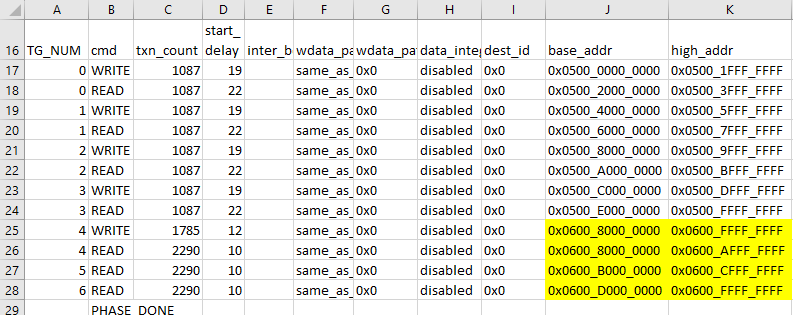 A B C D E F G H I J K
16 TG_NUM cmd txn_count start_delay inter_b wdata_pa wdata_pa data_integ dest_id base_addr high_addr
17 0 WRITE 1087 19 same_as_ 0x0 disabled 0x0 0x0500_0000_0000 0x0500_1FFF_FFFF
18 0 READ 1087 22 same_as_ 0x0 disabled 0x0 0x0500_2000_0000 0x0500_3FFF_FFFF
19 1 WRITE 1087 19 same_as_ 0x0 disabled 0x0 0x0500_4000_0000 0x0500_5FFF_FFFF
20 1 READ 1087 22 same_as_ 0x0 disabled 0x0 0x0500_6000_0000 0x0500_7FFF_FFFF
21 2 WRITE 1087 19 same_as_ 0x0 disabled 0x0 0x0500_8000_0000 0x0500_9FFF_FFFF
22 2 READ 1087 22 same_as_ 0x0 disabled 0x0 0x0500_A000_0000 0x0500_BFFF_FFFF
23 3 WRITE 1087 19 same_as_ 0x0 disabled 0x0 0x0500_C000_0000 0x0500_DFFF_FFFF
24 3 READ 1087 22 same_as_ 0x0 disabled 0x0 0x0500_E000_0000 0x0500_FFFF_FFFF
25 4 WRITE 1785 12 same_as_ 0x0 disabled 0x0 0x0600_8000_0000 0x0600_FFFF_FFFF
26 4 READ 2290 10 same_as_ 0x0 disabled 0x0 0x0600_8000_0000 0x0600_AFFF_FFFF
27 5 READ 2290 10 same_as_ 0x0 disabled 0x0 0x0600_B000_0000 0x0600_CFFF_FFFF
28 6 READ 2290 10 same_as_ 0x0 disabled 0x0 0x0600_D000_0000 0x0600_FFFF_FFFF
29 PHASE_DONE